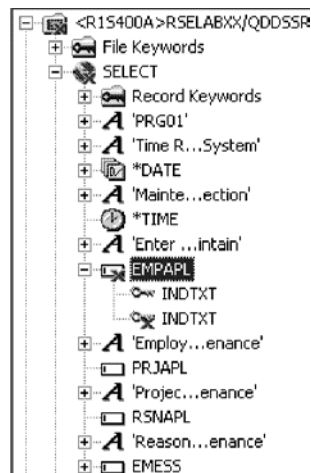 <R1S400A>RSELABXX/QDDSSR
File Keywords
SELECT
Record Keywords
'PRG01'
'Time R...System'
*DATE
'Mainte...ection'
*TIME
'Enter ...intain'
EMPAPL
INDTXT
INDTXT
'Employ...enance'
PRJAPL
'Projec...enance'
RSNAPL
'Reason...enance'
EMESS